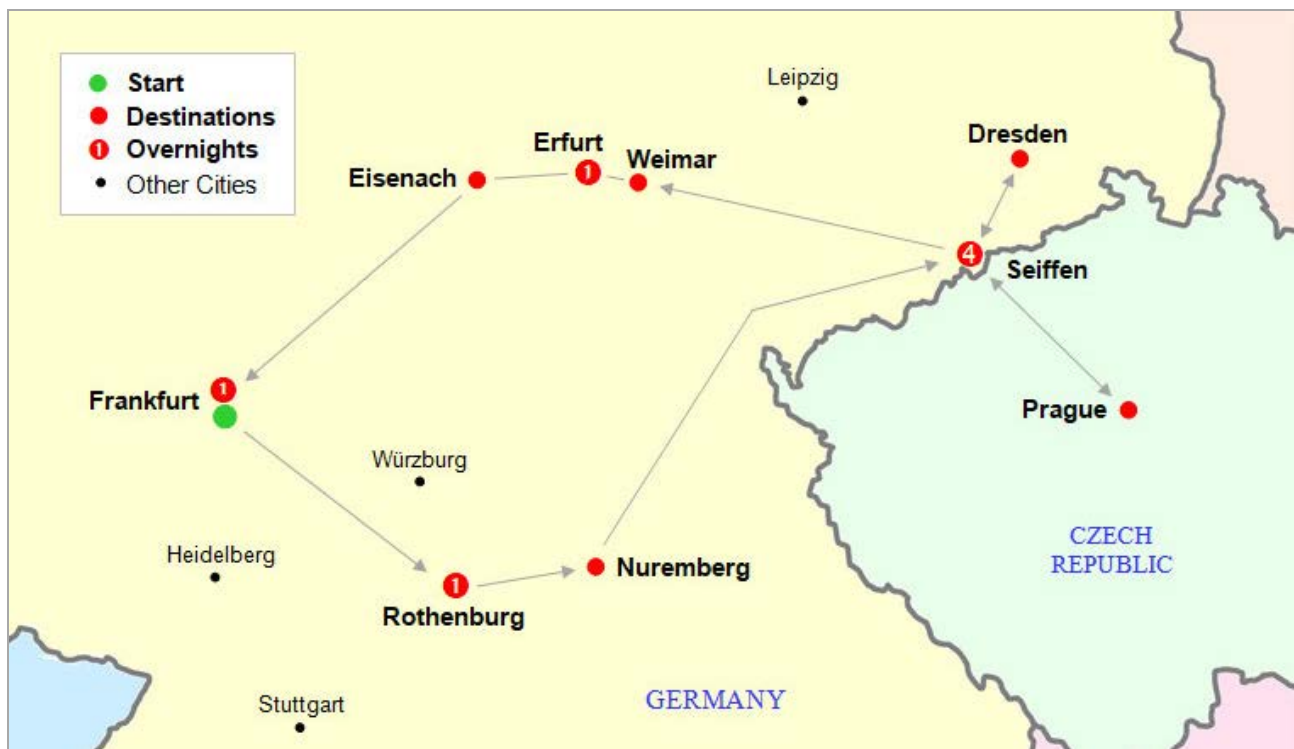 Start
Destinations
1 Overnights
Other Cities
Leipzig
Dresden
Erfurt
Weimar
Eisenach
1
4
Seiffen
1
Frankfurt
Prague
Würzburg
Heidelberg
Nuremberg
1
Rothenburg
CZECH
REPUBLIC
GERMANY
Stuttgart